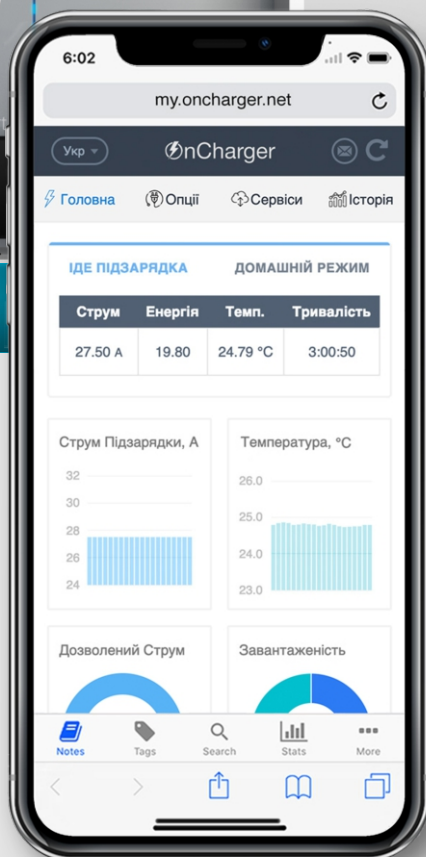 6:02
my.oncharger.net
Укр
OnCharger
Головна Опції Сервіси Історія
ІДЕ ПІДЗАРЯДКА ДОМАШНІЙ РЕЖИМ
Струм Енергія Темп. Тривалість
27.50 А 19.80 24.79 °C 3:00:50
Струм Підзарядки, А
32
30
28
26
24
Температура, °C
26.0
25.0
24.0
23.0
Дозволений Струм
Завантаженість
Notes Tags Search Stats More